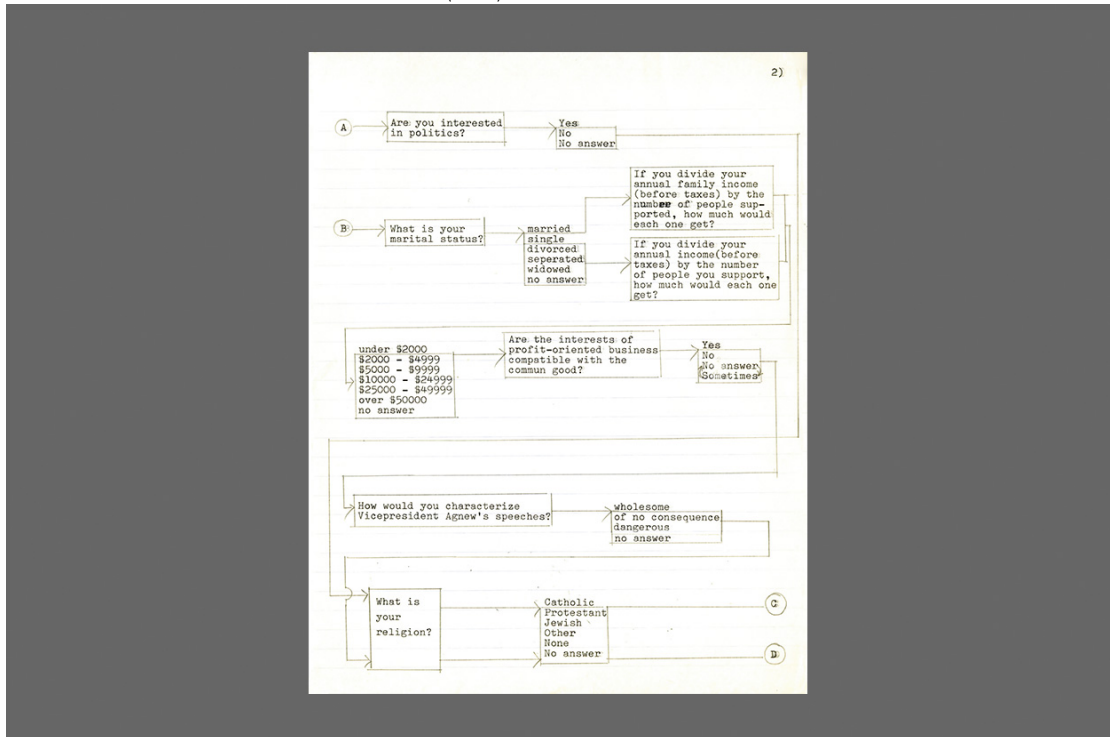 2)
A
Are you interested
in politics?
Yes
No
No answer
B
What is your
marital status?
married
single
divorced
seperated
widowed
no answer
If you divide your
annual family income
(before taxes) by the
number of people sup-
ported, how much would
each one get?
If you divide your
annual income(before
taxes) by the number
of people you support,
how much would each one
get?
under $2000
$2000 - $4999
$5000 - $9999
$10000 - $24999
$25000 - $49999
over $50000
no answer
Are the interests of
profit-oriented business
compatible with the
commun good?
Yes
No
No answer
Sometimes
How would you characterize
Vicepresident Agnew's speeches?
wholesome
of no consequence
dangerous
no answer
What is
your
religion?
Catholic
Protestant
Jewish
Other
None
No answer
C
D